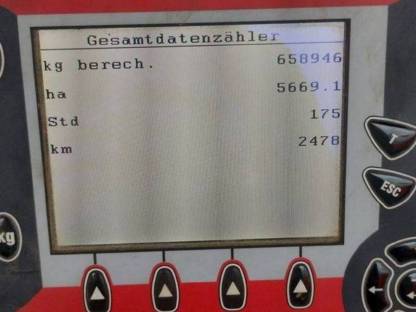 Gesamtdatenzähler
kg berech. 658946
ha 5669.1
Std 175
km 2478
T
ESC
kg